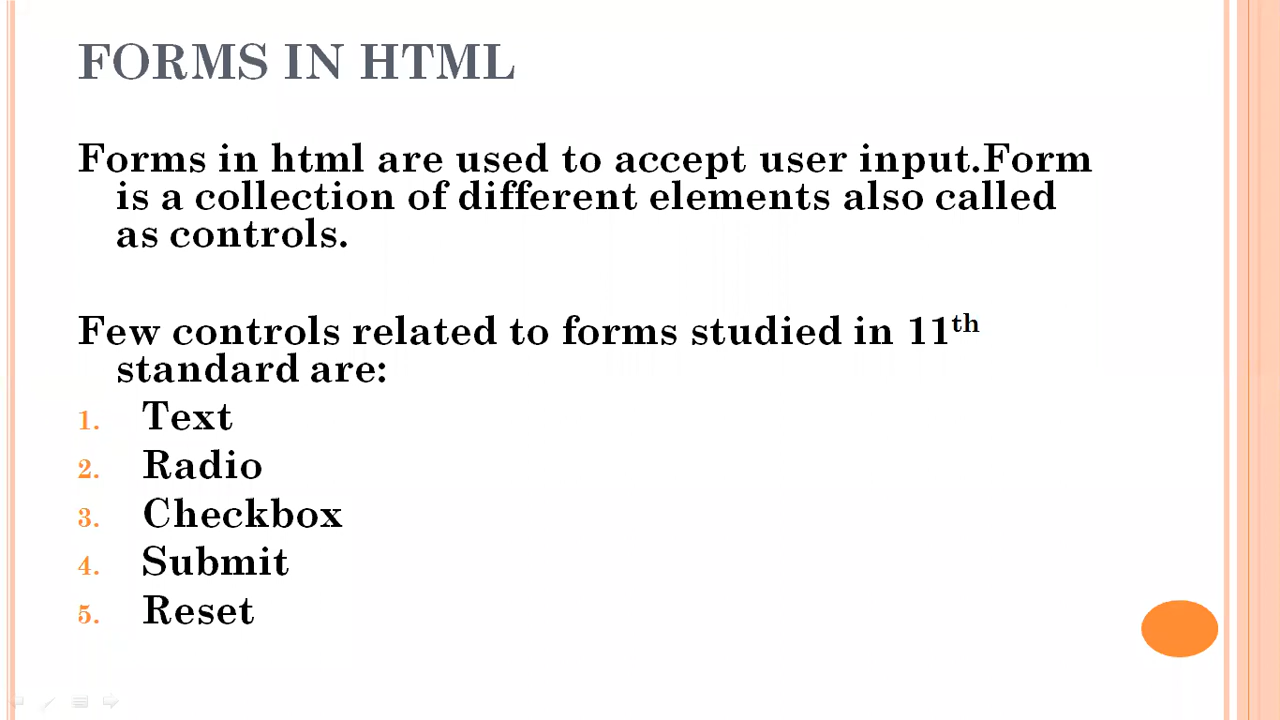 FORMS IN HTML
Forms in html are used to accept user input.Form
is a collection of different elements also called
as controls.
Few controls related to forms studied in 11th
standard are:
1. Text
2. Radio
3. Checkbox
4. Submit
5. Reset